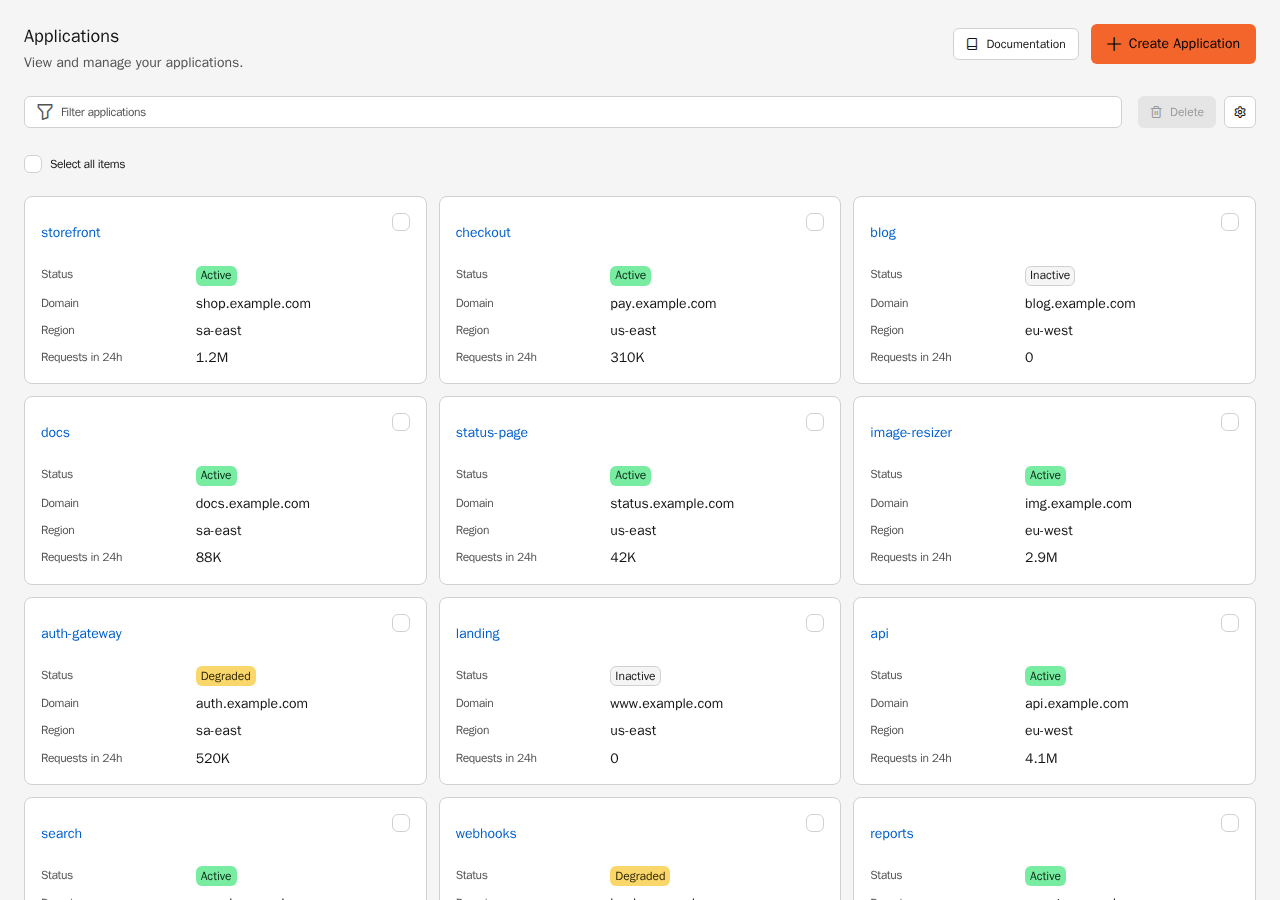 Applications
View and manage your applications.
Documentation
Create Application
Filter applications
Delete
Select all items
storefront
Status Active
Domain shop.example.com
Region sa-east
Requests in 24h 1.2M
checkout
Status Active
Domain pay.example.com
Region us-east
Requests in 24h 310K
blog
Status Inactive
Domain blog.example.com
Region eu-west
Requests in 24h 0
docs
Status Active
Domain docs.example.com
Region sa-east
Requests in 24h 88K
status-page
Status Active
Domain status.example.com
Region us-east
Requests in 24h 42K
image-resizer
Status Active
Domain img.example.com
Region eu-west
Requests in 24h 2.9M
auth-gateway
Status Degraded
Domain auth.example.com
Region sa-east
Requests in 24h 520K
landing
Status Inactive
Domain www.example.com
Region us-east
Requests in 24h 0
api
Status Active
Domain api.example.com
Region eu-west
Requests in 24h 4.1M
search
Status Active
webhooks
Status Degraded
reports
Status Active